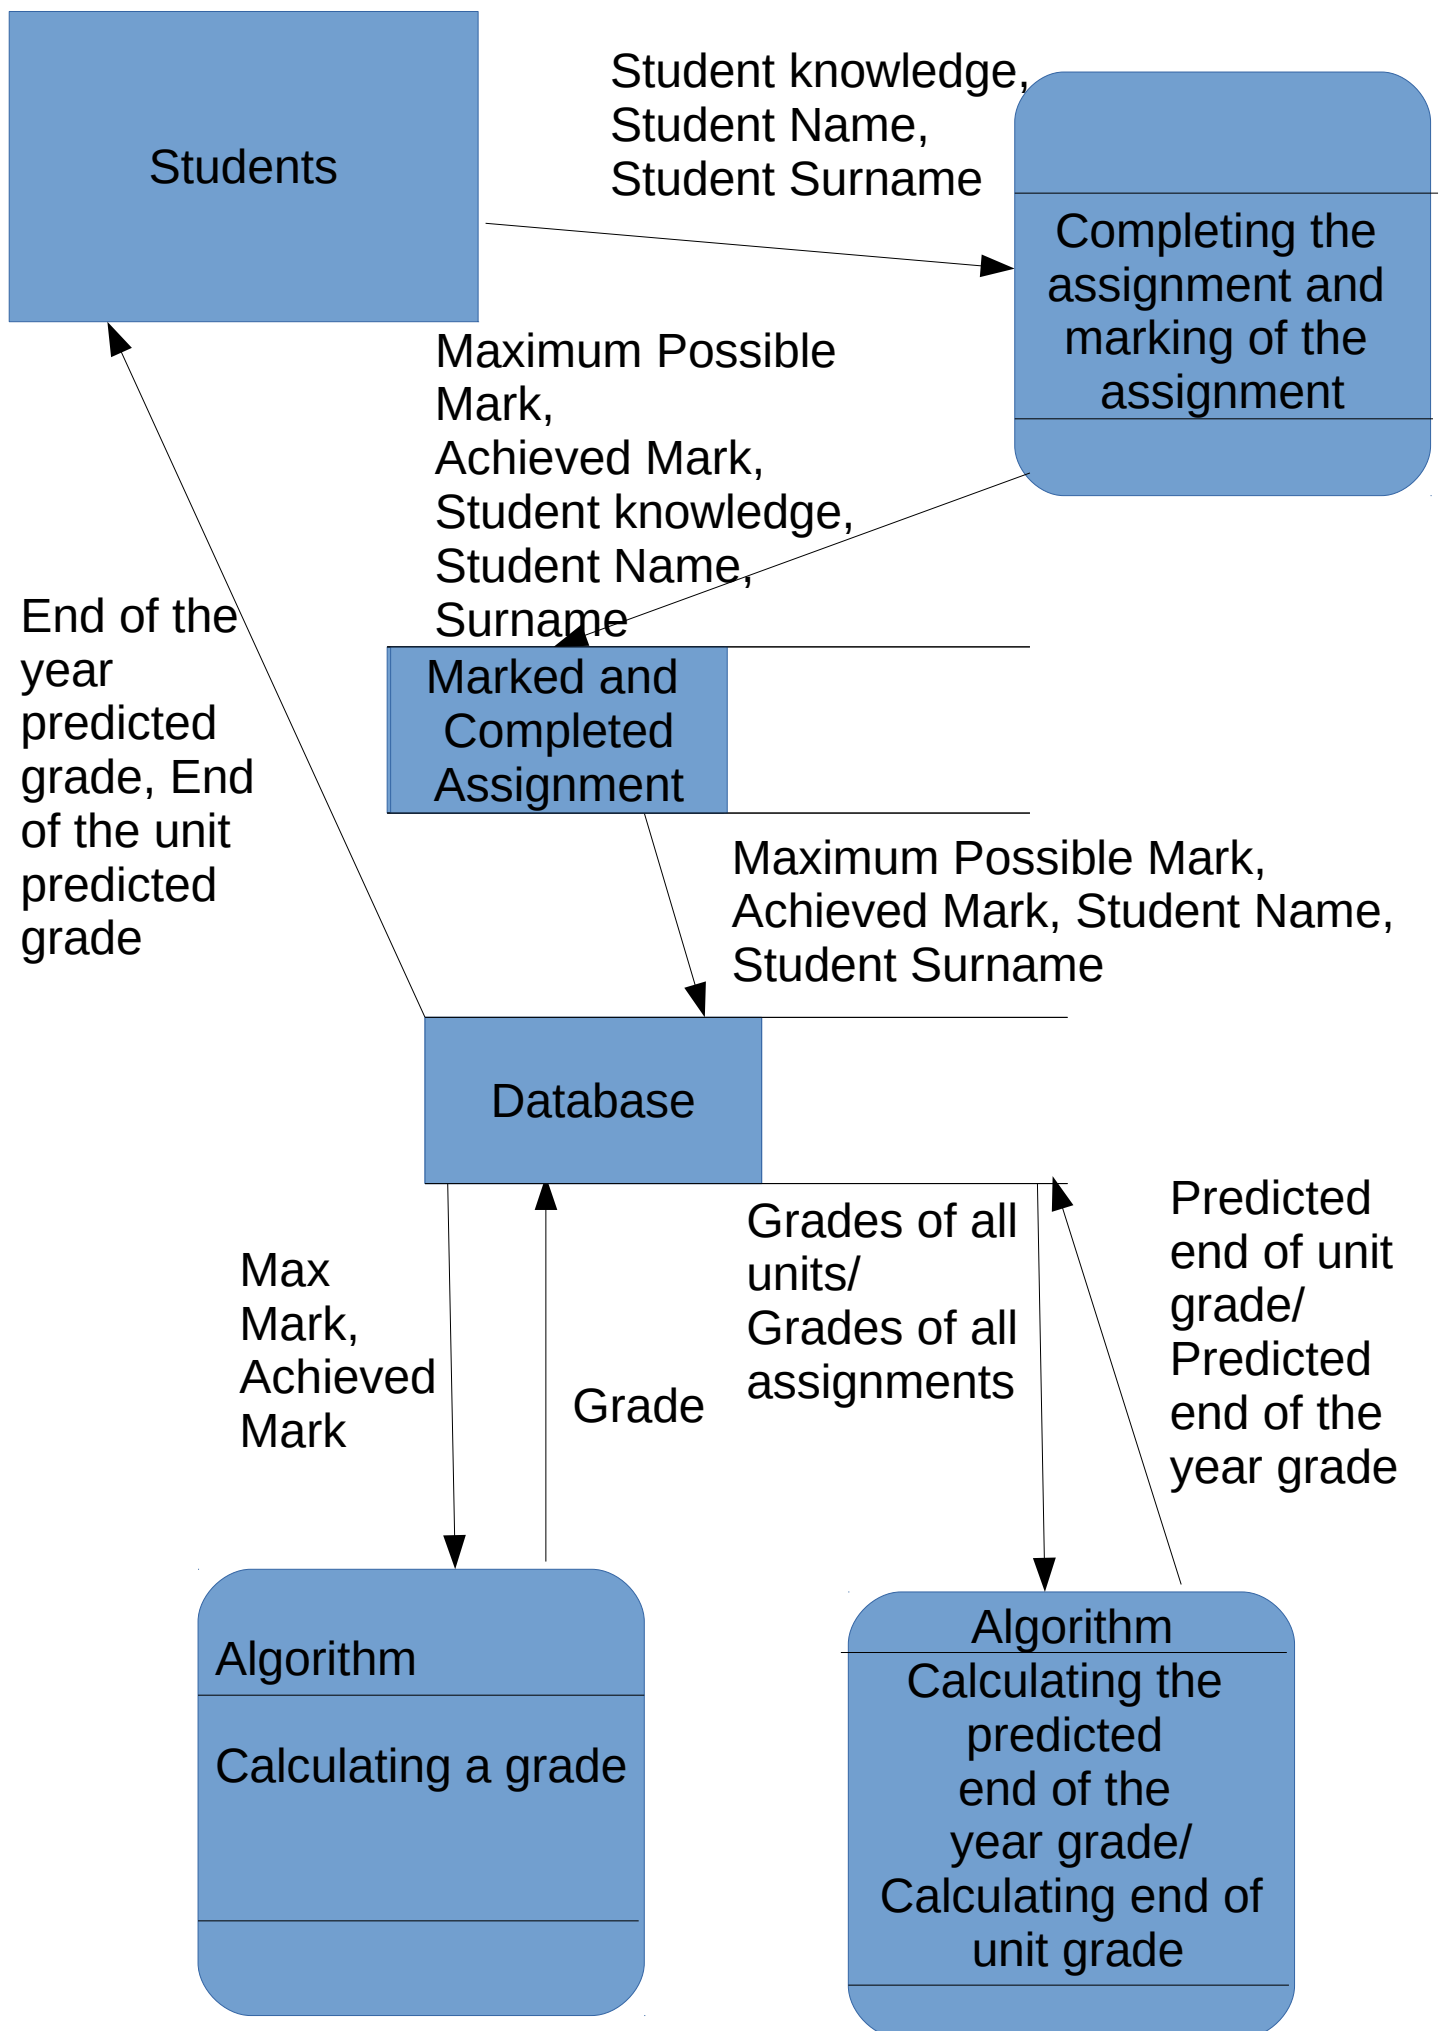 Students
Student knowledge,
Student Name,
Student Surname
Completing the
assignment and
marking of the
assignment
Maximum Possible
Mark,
Achieved Mark,
Student knowledge,
Student Name,
Surname
End of the
year
predicted
grade, End
of the unit
predicted
grade
Marked and
Completed
Assignment
Maximum Possible Mark,
Achieved Mark, Student Name,
Student Surname
Database
Max
Mark,
Achieved
Mark
Grade
Grades of all
units/
Grades of all
assignments
Predicted
end of unit
grade/
Predicted
end of the
year grade
Algorithm
Calculating a grade
Algorithm
Calculating the
predicted
end of the
year grade/
Calculating end of
unit grade